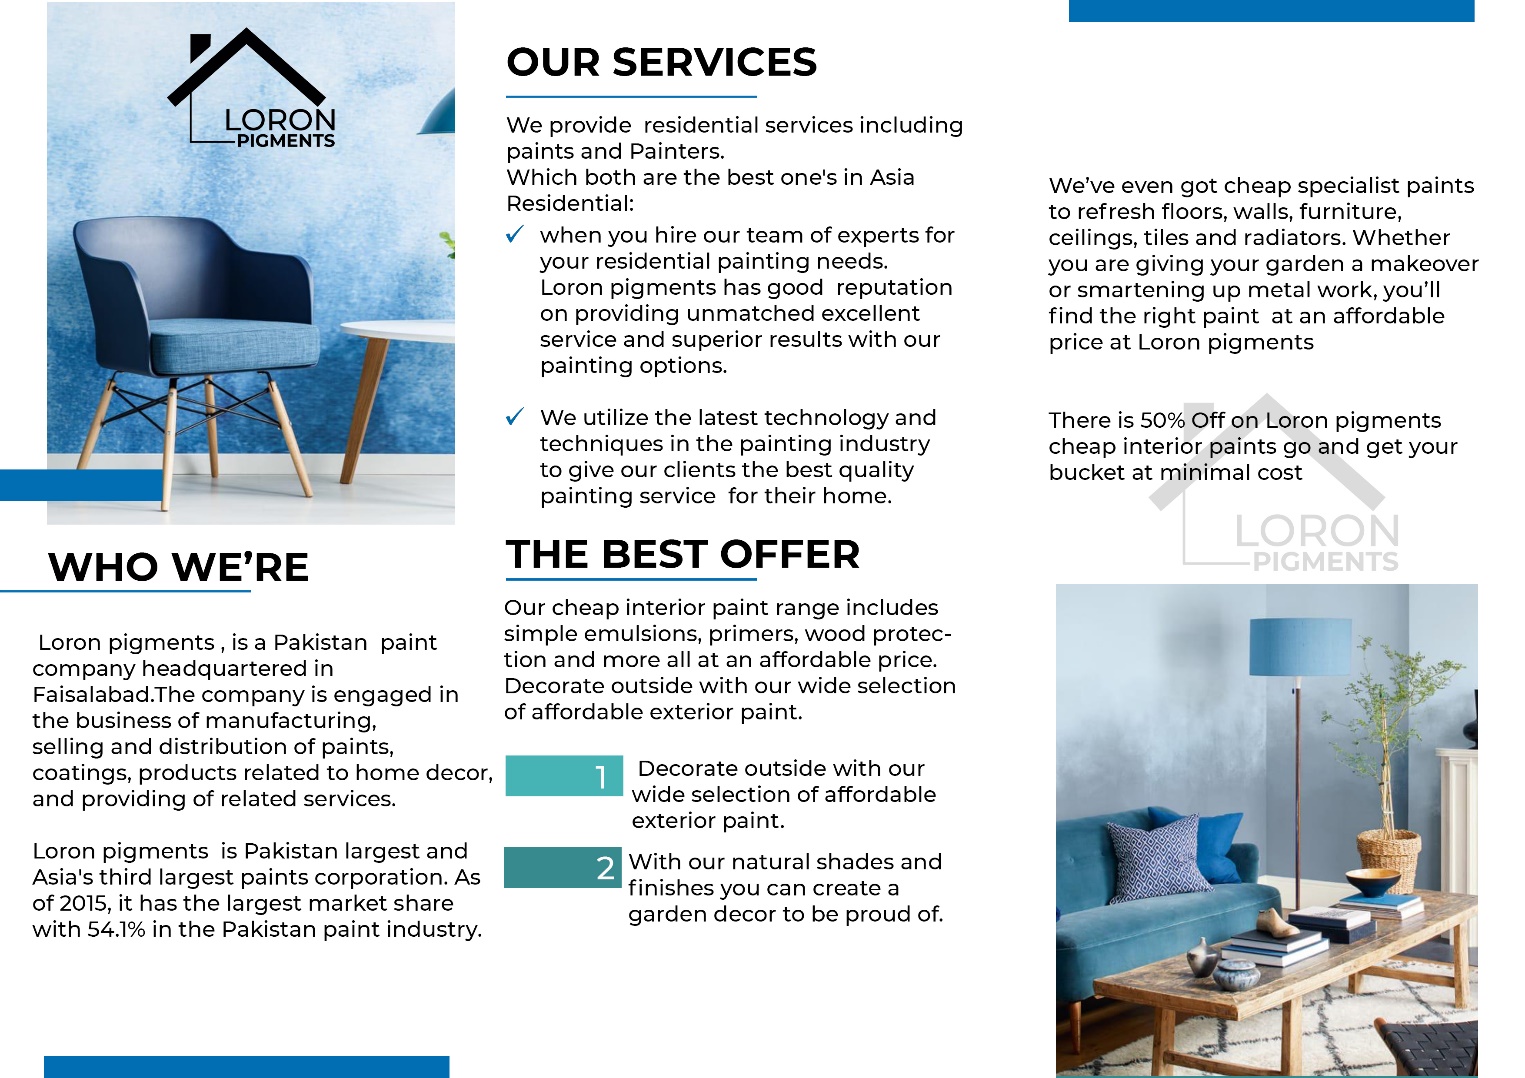 LORON
PIGMENTS
WHO WE’RE
Loron pigments , is a Pakistan  paint
company headquartered in
Faisalabad.The company is engaged in
the business of manufacturing,
selling and distribution of paints,
coatings, products related to home decor,
and providing of related services.
Loron pigments  is Pakistan largest and
Asia's third largest paints corporation. As
of 2015, it has the largest market share
with 54.1% in the Pakistan paint industry.
OUR SERVICES
We provide  residential services including
paints and Painters.
Which both are the best one's in Asia
Residential:
when you hire our team of experts for
your residential painting needs.
Loron pigments has good  reputation
on providing unmatched excellent
service and superior results with our
painting options.
We utilize the latest technology and
techniques in the painting industry
to give our clients the best quality
painting service  for their home.
THE BEST OFFER
Our cheap interior paint range includes
simple emulsions, primers, wood protec-
tion and more all at an affordable price.
Decorate outside with our wide selection
of affordable exterior paint.
1
Decorate outside with our
wide selection of affordable
exterior paint.
2
With our natural shades and
finishes you can create a
garden decor to be proud of.
We’ve even got cheap specialist paints
to refresh floors, walls, furniture,
ceilings, tiles and radiators. Whether
you are giving your garden a makeover
or smartening up metal work, you’ll
find the right paint  at an affordable
price at Loron pigments
There is 50% Off on Loron pigments
cheap interior paints go and get your
bucket at minimal cost
LORON
PIGMENTS